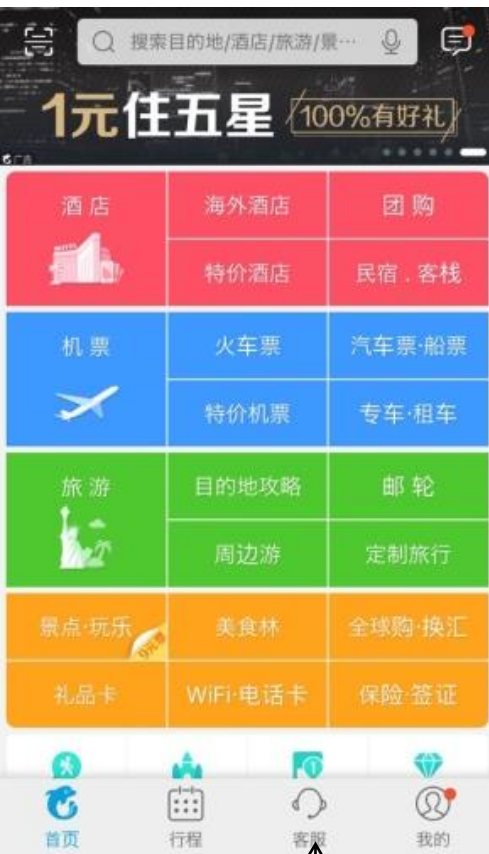 搜索目的地/酒店/旅游/景…
1元住五星 100%有好礼
广告
酒店
海外酒店
团购
特价酒店
民宿.客栈
机票
火车票
汽车票·船票
特价机票
专车·租车
旅游
目的地攻略
邮轮
周边游
定制旅行
景点·玩乐
美食林
全球购·换汇
礼品卡
WiFi·电话卡
保险·签证
首页
行程
客服
我的